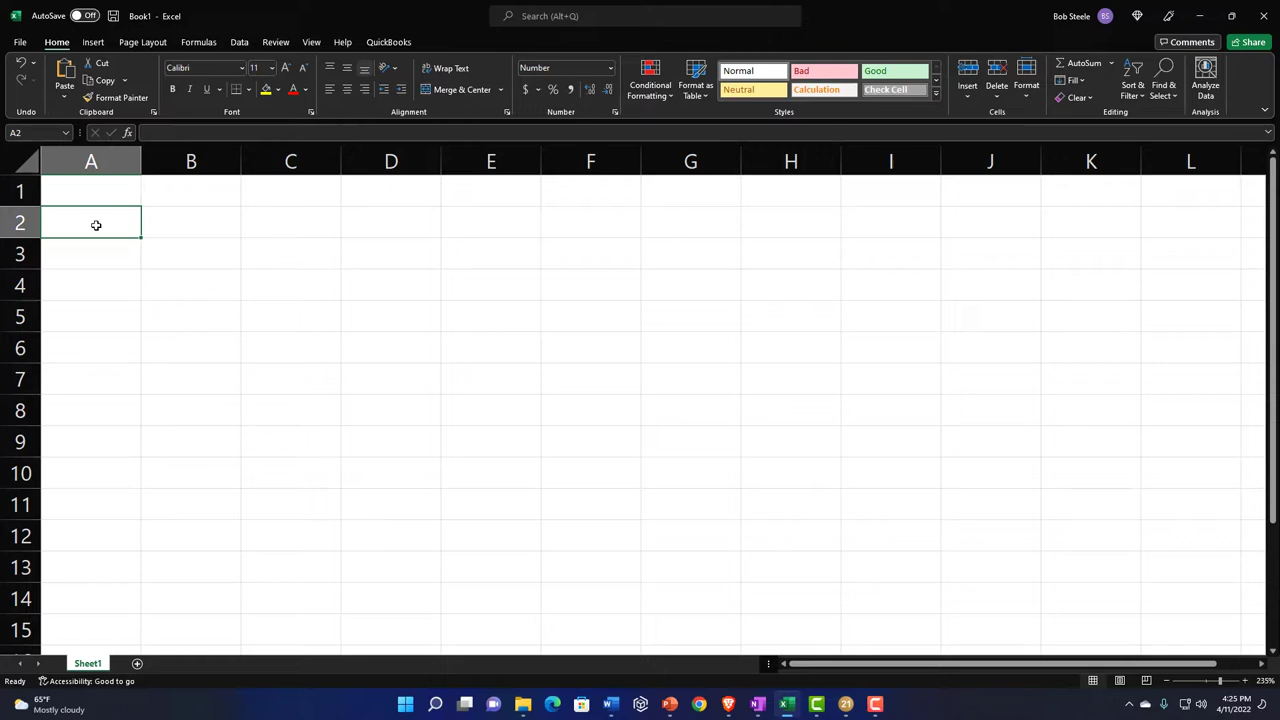 AutoSave Off Book1 - Excel Search (Alt+Q) Bob Steele BS
File Home Insert Page Layout Formulas Data Review View Help QuickBooks Comments Share
Paste Cut Copy Format Painter
Calibri 11 Wrap Text Number
B I U A Merge & Center $ % ,
Conditional Formatting Format as Table
Normal Bad Good
Neutral Calculation Check Cell
Insert Delete Format
AutoSum Fill Clear
Sort & Filter Find & Select Analyze Data
Undo Clipboard Font Alignment Number Styles Cells Editing Analysis
A2 fx
A B C D E F G H I J K L
1
2
3
4
5
6
7
8
9
10
11
12
13
14
15
Sheet1
Ready Accessibility: Good to go 235%
65°F
Mostly cloudy
21
4:25 PM
4/11/2022